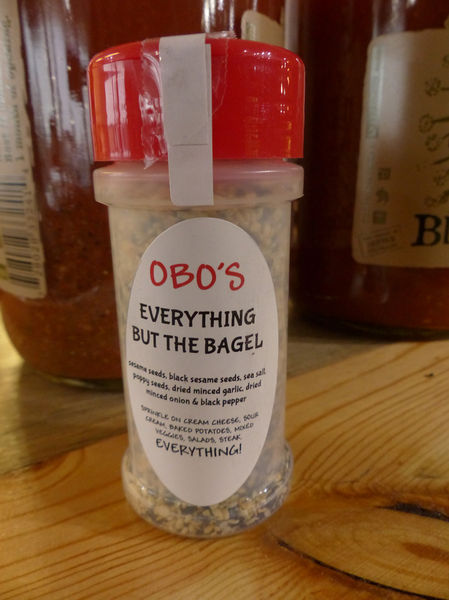 OBO'S
EVERYTHING
BUT THE BAGEL
sesame seeds, black sesame seeds, sea salt,
poppy seeds, dried minced garlic, dried
minced onion & black pepper
SPRINKLE ON CREAM CHEESE, SOUR
CREAM, BAKED POTATOES, MIXED
VEGGIES, SALADS, STEAK
EVERYTHING!